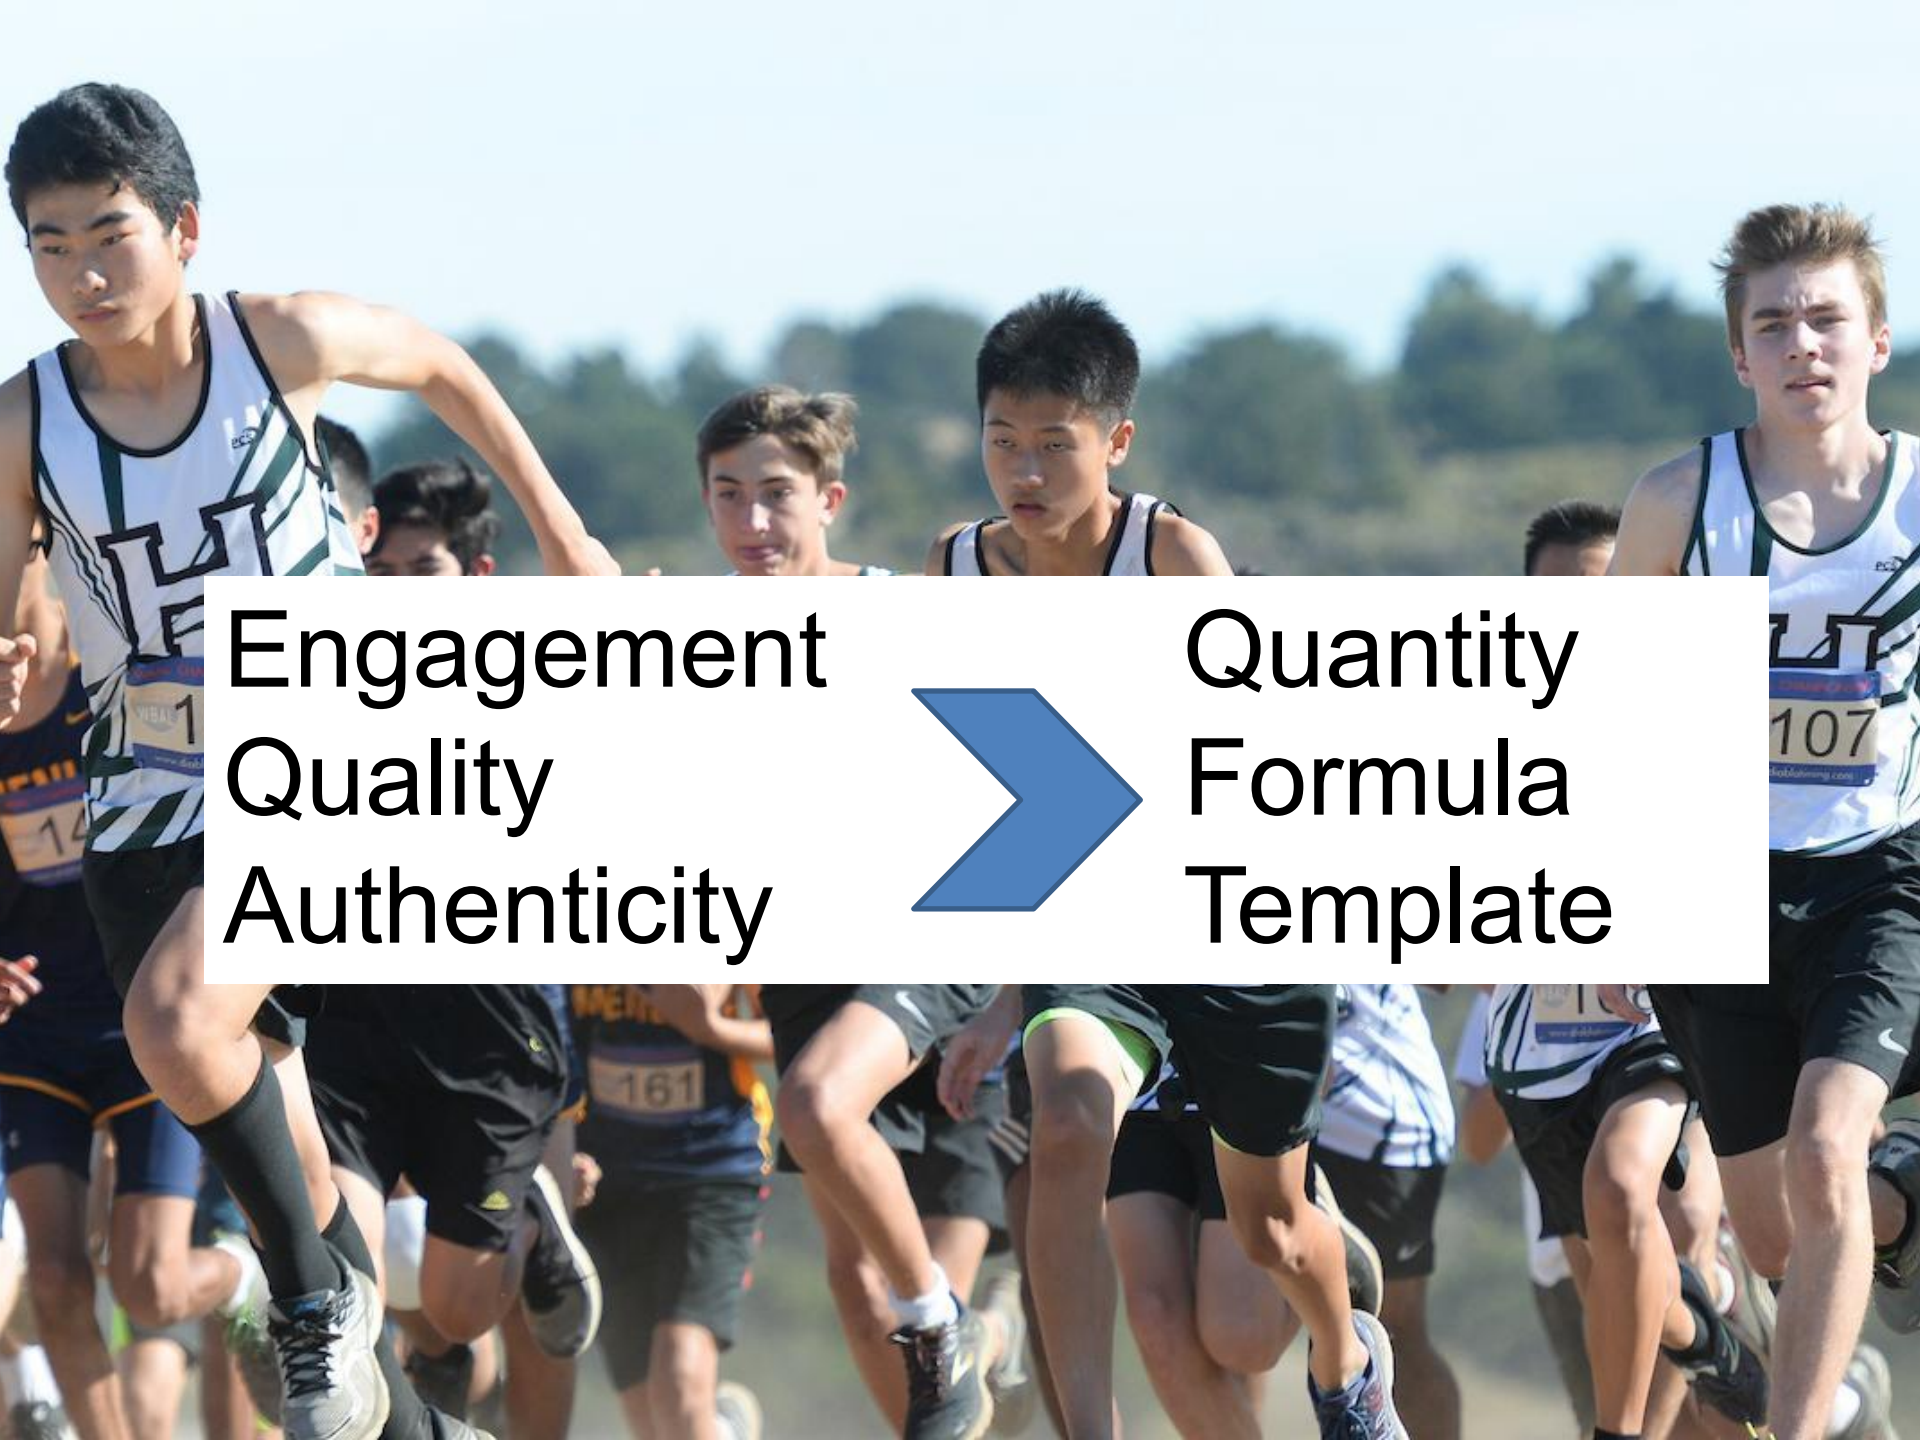 Engagement
Quality
Authenticity
Quantity
Formula
Template
H
107
161